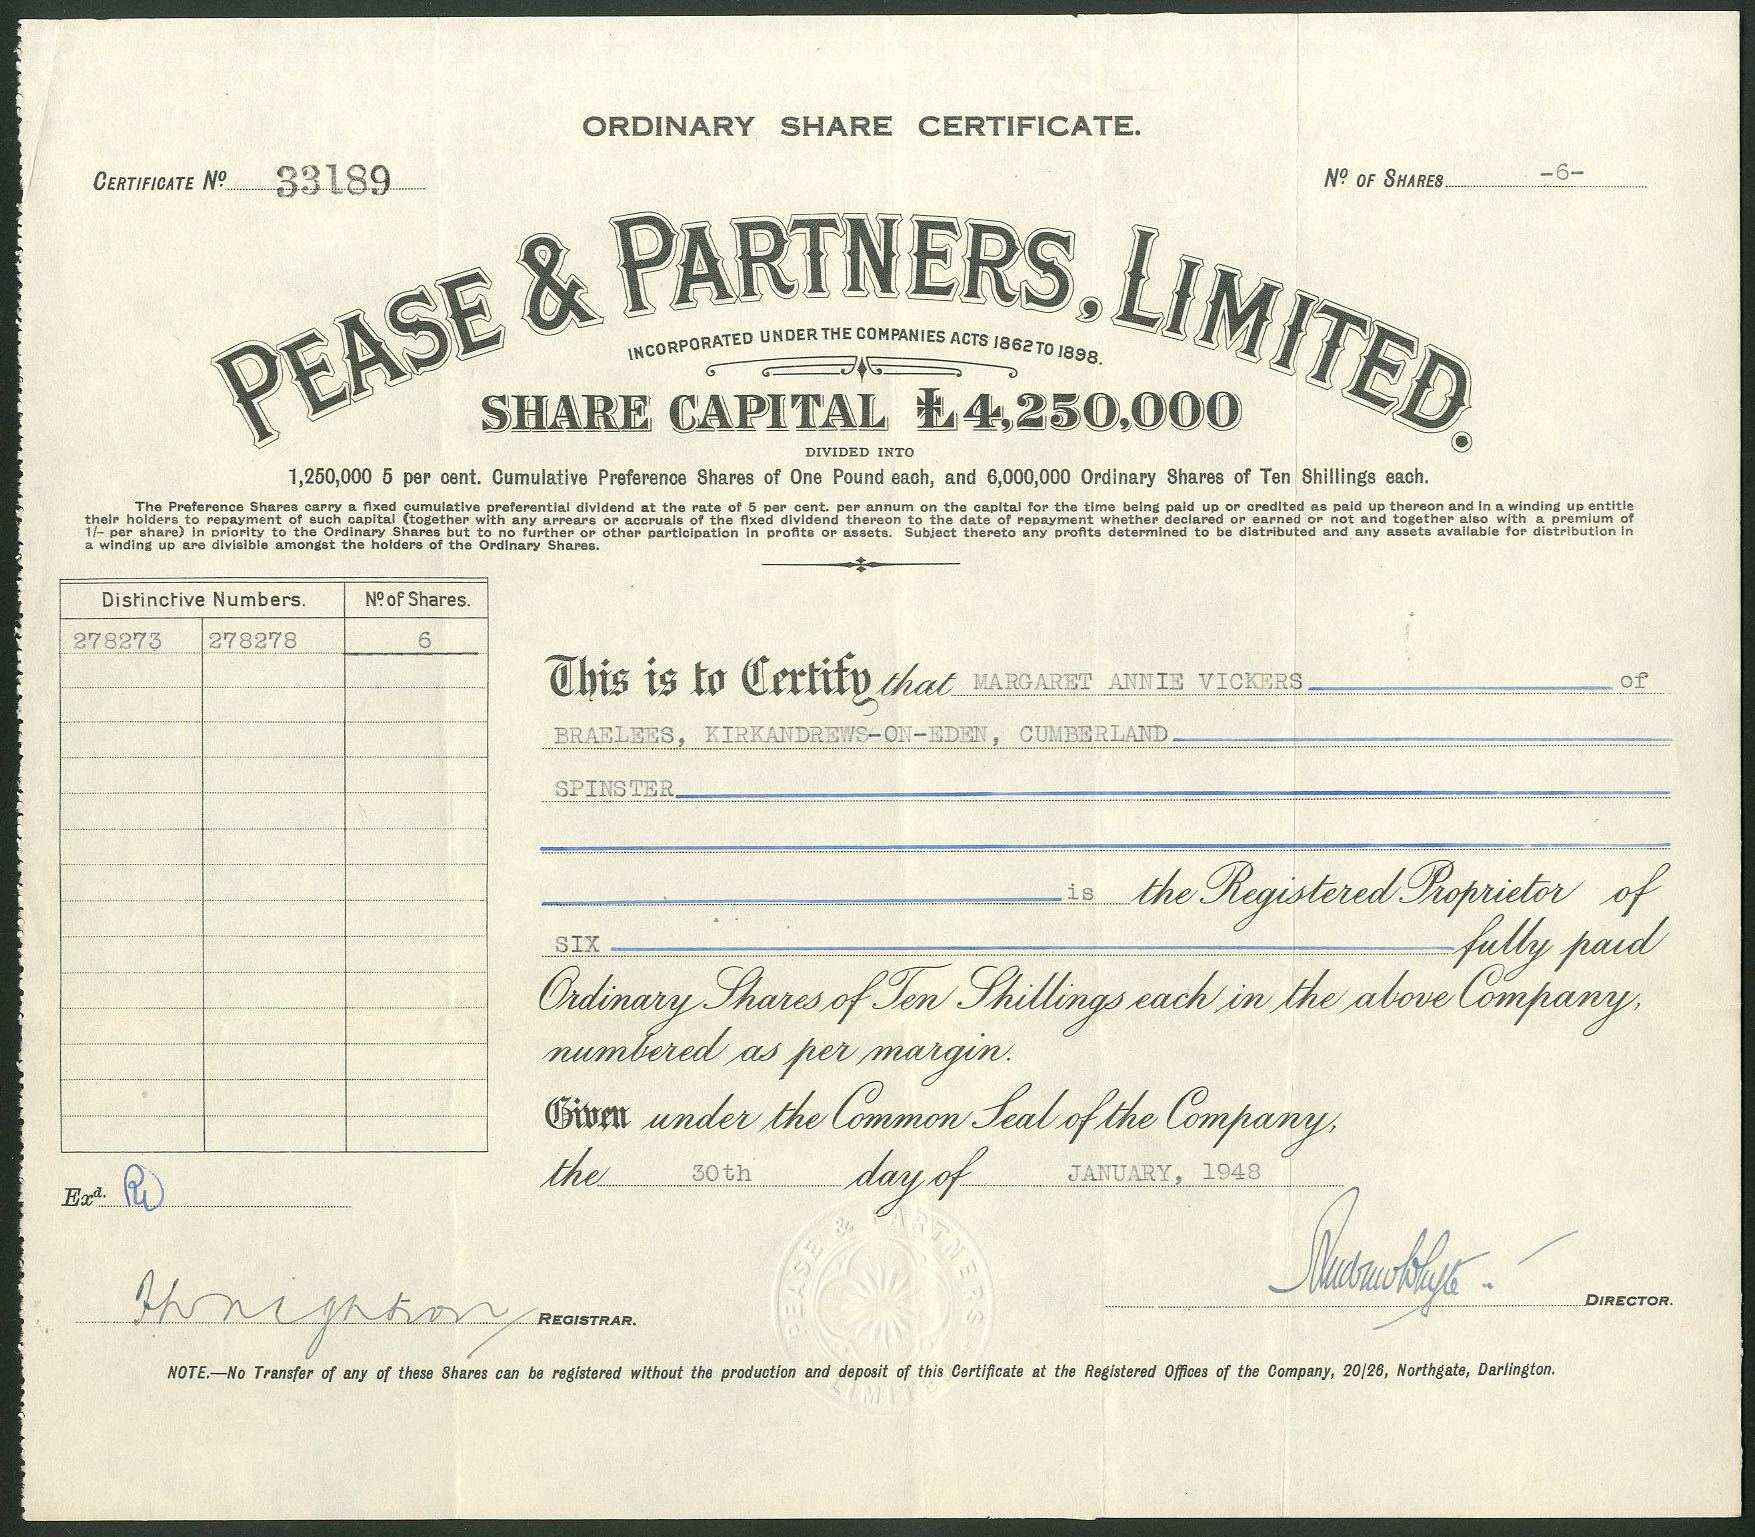 ORDINARY SHARE CERTIFICATE.
CERTIFICATE No 33189
No OF SHARES -6-
PEASE & PARTNERS, LIMITED.
INCORPORATED UNDER THE COMPANIES ACTS 1862 TO 1898.
SHARE CAPITAL £4,250,000
DIVIDED INTO
1,250,000 5 per cent. Cumulative Preference Shares of One Pound each, and 6,000,000 Ordinary Shares of Ten Shillings each.
The Preference Shares carry a fixed cumulative preferential dividend at the rate of 5 per cent. per annum on the capital for the time being paid up or credited as paid up thereon and in a winding up entitle
their holders to repayment of such capital (together with any arrears or accruals of the fixed dividend thereon to the date of repayment whether declared or earned or not and together also with a premium of
1/- per share) in priority to the Ordinary Shares but to no further or other participation in profits or assets. Subject thereto any profits determined to be distributed and any assets available for distribution in
a winding up are divisible amongst the holders of the Ordinary Shares.
Distinctive Numbers. No of Shares.
278273 278278 6
This is to Certify that MARGARET ANNIE VICKERS of
BRAELEES, KIRKANDREWS-ON-EDEN, CUMBERLAND
SPINSTER
is the Registered Proprietor of
SIX fully paid
Ordinary Shares of Ten Shillings each in the above Company,
numbered as per margin.
Given under the Common Seal of the Company,
the 30th day of JANUARY, 1948
Exd.
PEASE & PARTNERS LIMITED
REGISTRAR.
DIRECTOR.
NOTE.—No Transfer of any of these Shares can be registered without the production and deposit of this Certificate at the Registered Offices of the Company, 20/26, Northgate, Darlington.